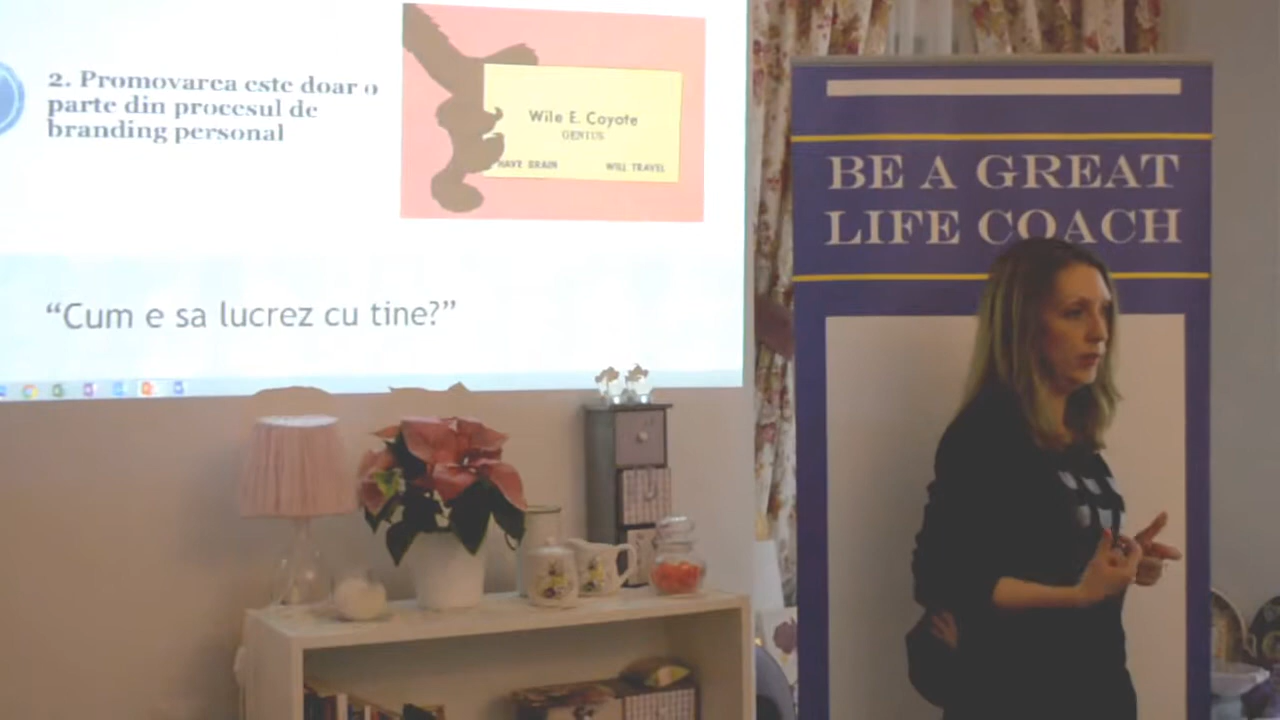 2. Promovarea este doar o
parte din procesul de
branding personal
Wile E. Coyote
GENIUS
HAVE BRAIN WILL TRAVEL
“Cum e sa lucrez cu tine?”
BE A GREAT
LIFE COACH